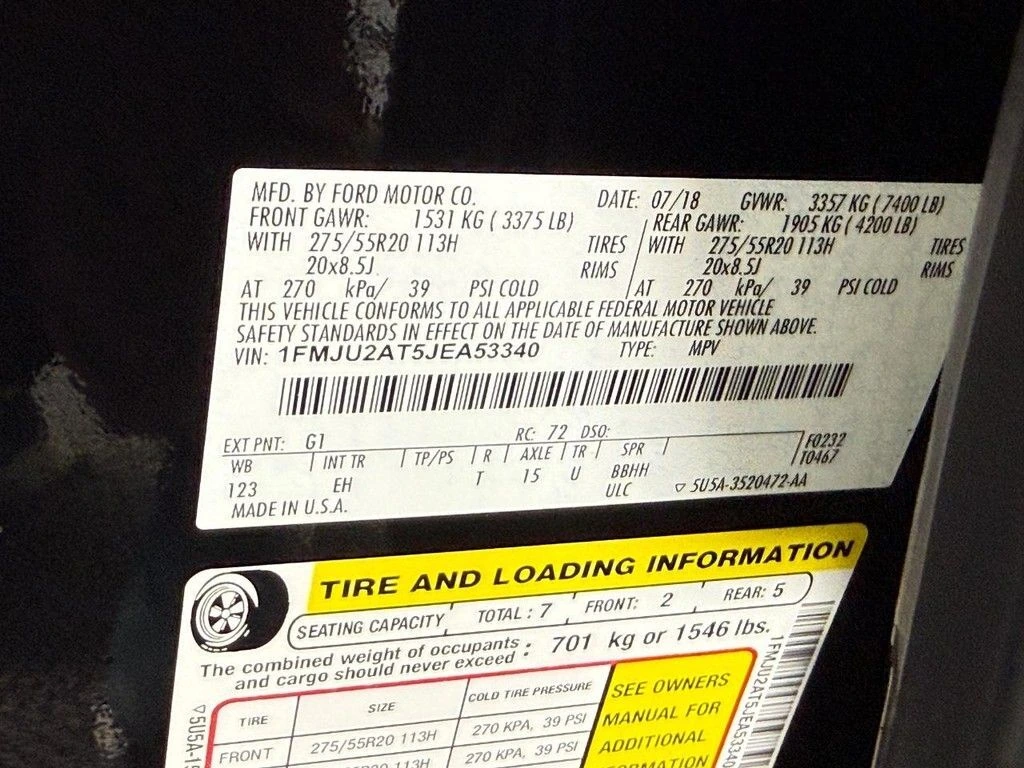 MFD. BY FORD MOTOR CO. DATE: 07/18 GVWR: 3357 KG ( 7400 LB)
FRONT GAWR: 1531 KG ( 3375 LB) REAR GAWR: 1905 KG ( 4200 LB)
WITH 275/55R20 113H TIRES WITH 275/55R20 113H TIRES
20x8.5J RIMS 20x8.5J RIMS
AT 270 kPa/ 39 PSI COLD AT 270 kPa/ 39 PSI COLD
THIS VEHICLE CONFORMS TO ALL APPLICABLE FEDERAL MOTOR VEHICLE
SAFETY STANDARDS IN EFFECT ON THE DATE OF MANUFACTURE SHOWN ABOVE.
VIN: 1FMJU2AT5JEA53340 TYPE: MPV
EXT PNT: G1 RC: 72 DSO: F0232
WB INT TR TP/PS R AXLE TR SPR T0467
123 EH T 15 U BBHH
ULC ▽ 5U5A-3520472-AA
MADE IN U.S.A.
TIRE AND LOADING INFORMATION
SEATING CAPACITY TOTAL : 7 FRONT: 2 REAR: 5
The combined weight of occupants and cargo should never exceed : 701 kg or 1546 lbs.
TIRE SIZE COLD TIRE PRESSURE
FRONT 275/55R20 113H 270 KPA, 39 PSI
113H 270 KPA, 39 PSI
SEE OWNERS
MANUAL FOR
ADDITIONAL
1FMJU2AT5JEA53340
▽5U5A-15